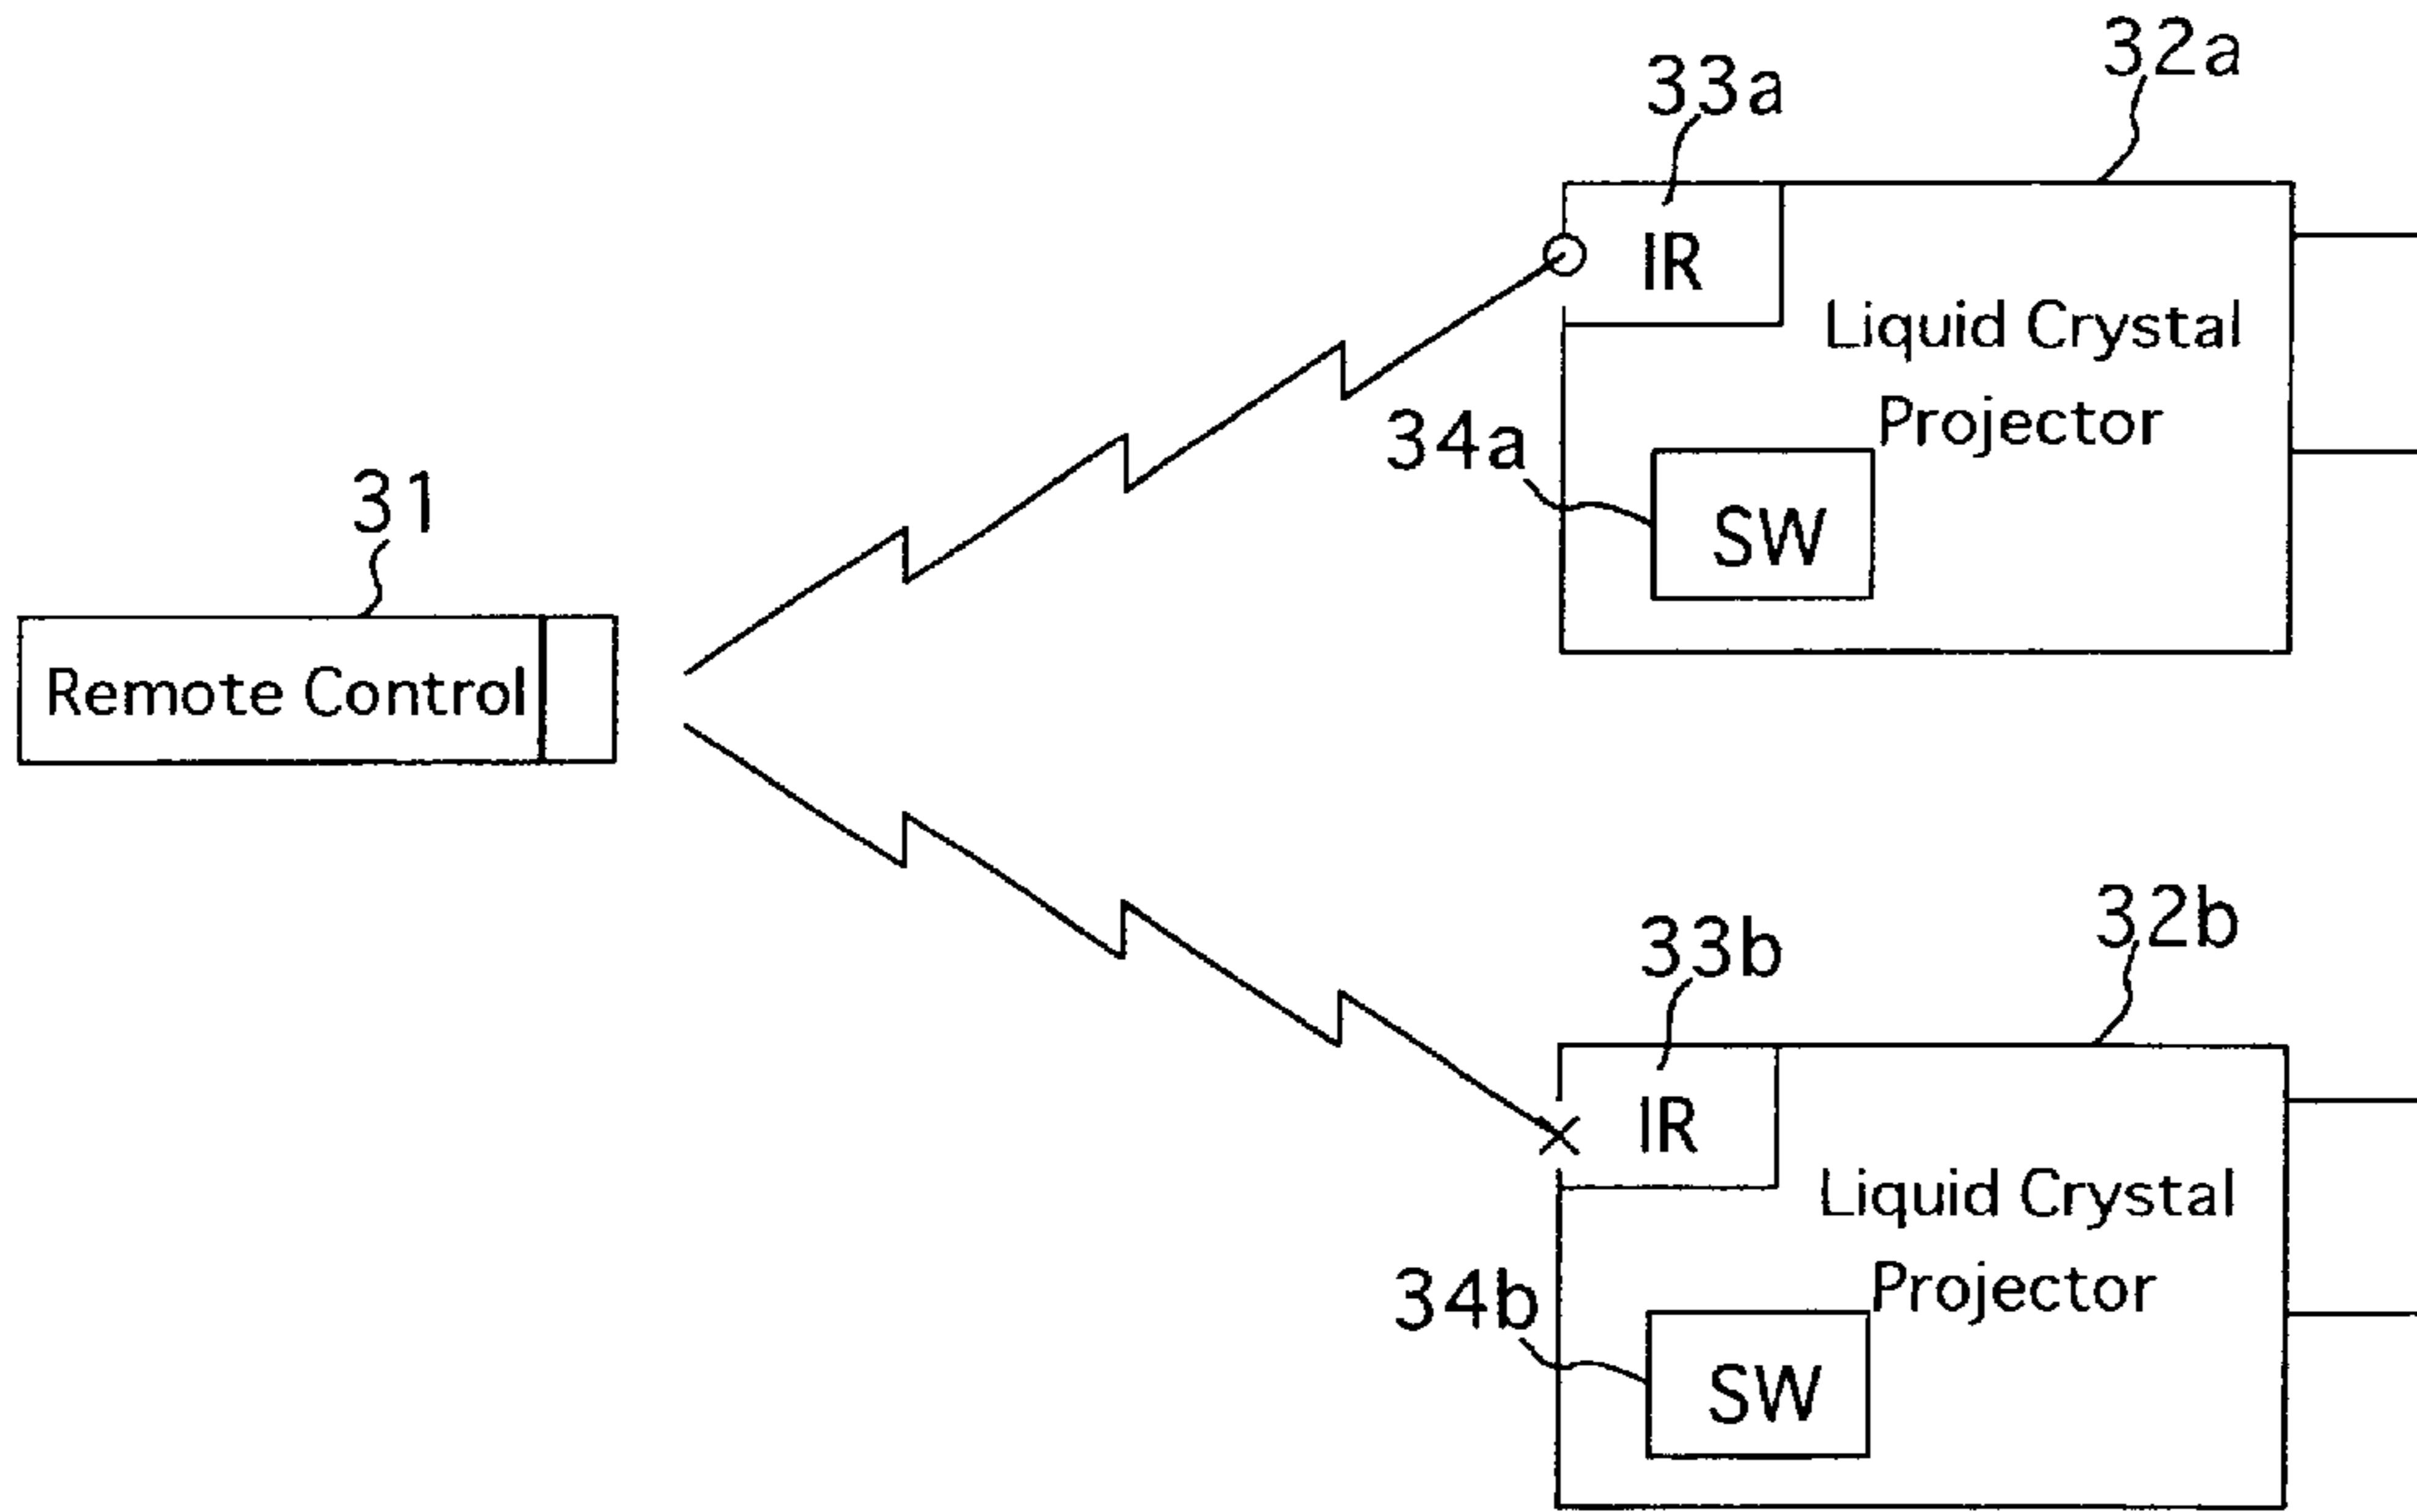 32a
33a
IR
Liquid Crystal
Projector
34a
SW
31
Remote Control
32b
33b
IR
Liquid Crystal
Projector
34b
SW